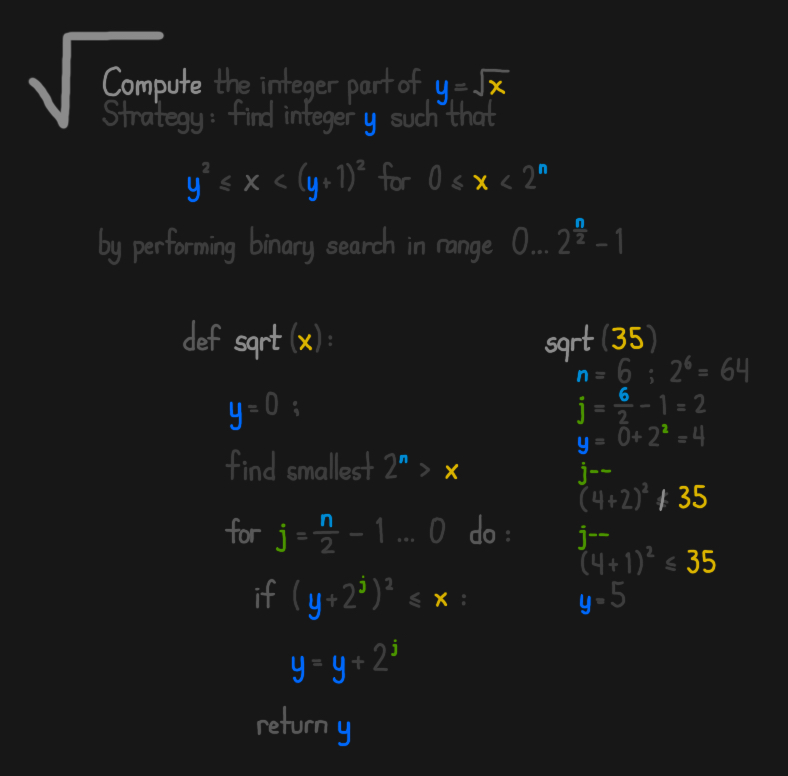 Compute the integer part of y = √x
Strategy: find integer y such that
y² ≤ x < (y+1)² for 0 ≤ x < 2ⁿ
by performing binary search in range 0... 2^(n/2) - 1
def sqrt (x):
y = 0 ;
find smallest 2ⁿ > x
for j = n/2 - 1 ... 0 do :
if (y + 2^j)² ≤ x :
y = y + 2^j
return y
sqrt (35)
n = 6 ; 2⁶ = 64
j = 6/2 - 1 = 2
y = 0 + 2² = 4
j--
(4+2)² ≰ 35
j--
(4+1)² ≤ 35
y = 5